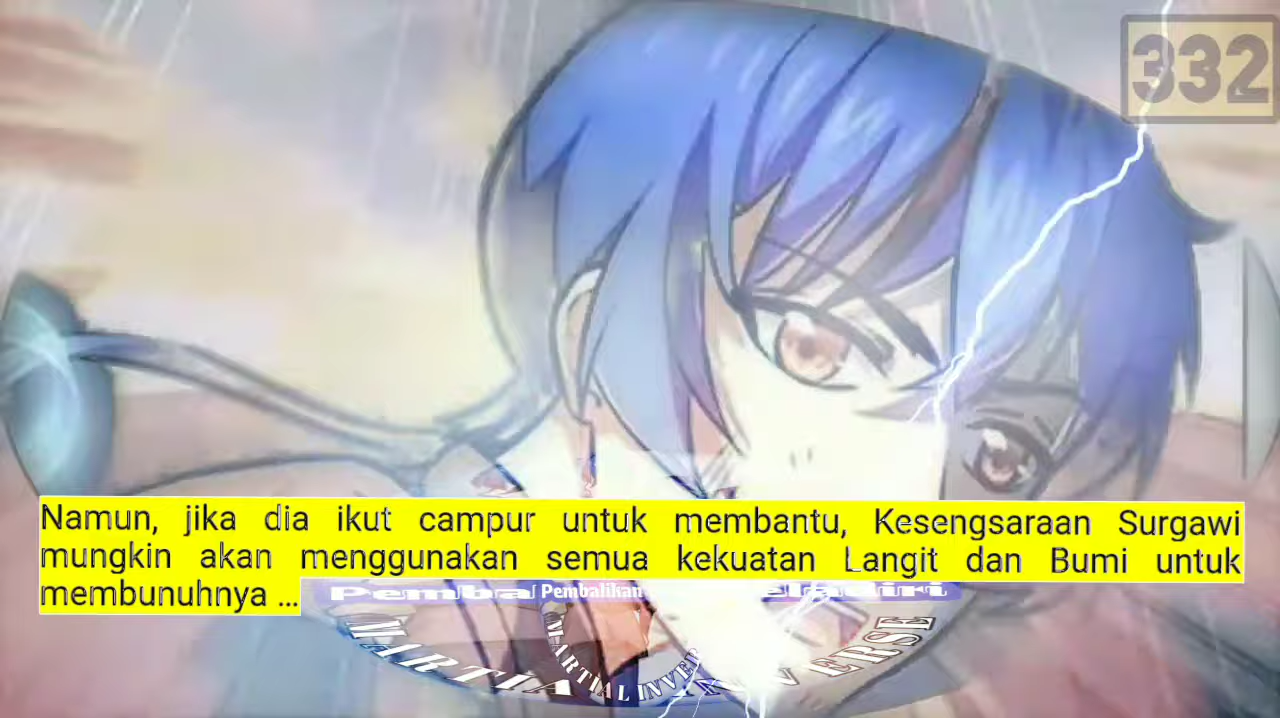 332
Namun, jika dia ikut campur untuk membantu, Kesengsaraan Surgawi
mungkin akan menggunakan semua kekuatan Langit dan Bumi untuk
membunuhnya ...
Pembalikan
MARTIAL INVERSE